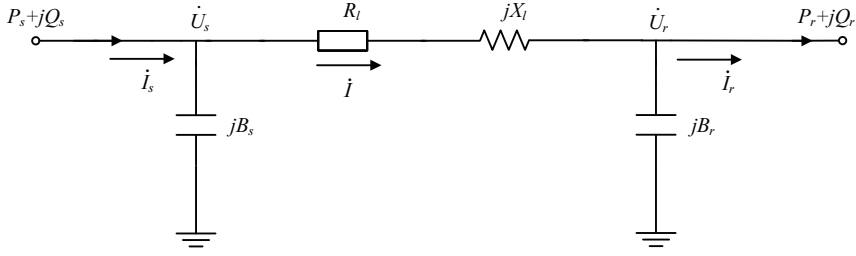 Pₛ+jQₛ
U̇ₛ
Rₗ
jXₗ
U̇ᵣ
Pᵣ+jQᵣ
İₛ
İ
İᵣ
jBₛ
jBᵣ